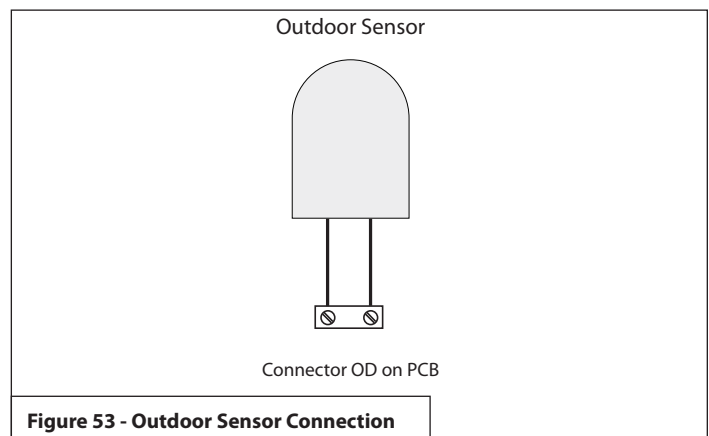 Outdoor Sensor
Connector OD on PCB
Figure 53 - Outdoor Sensor Connection